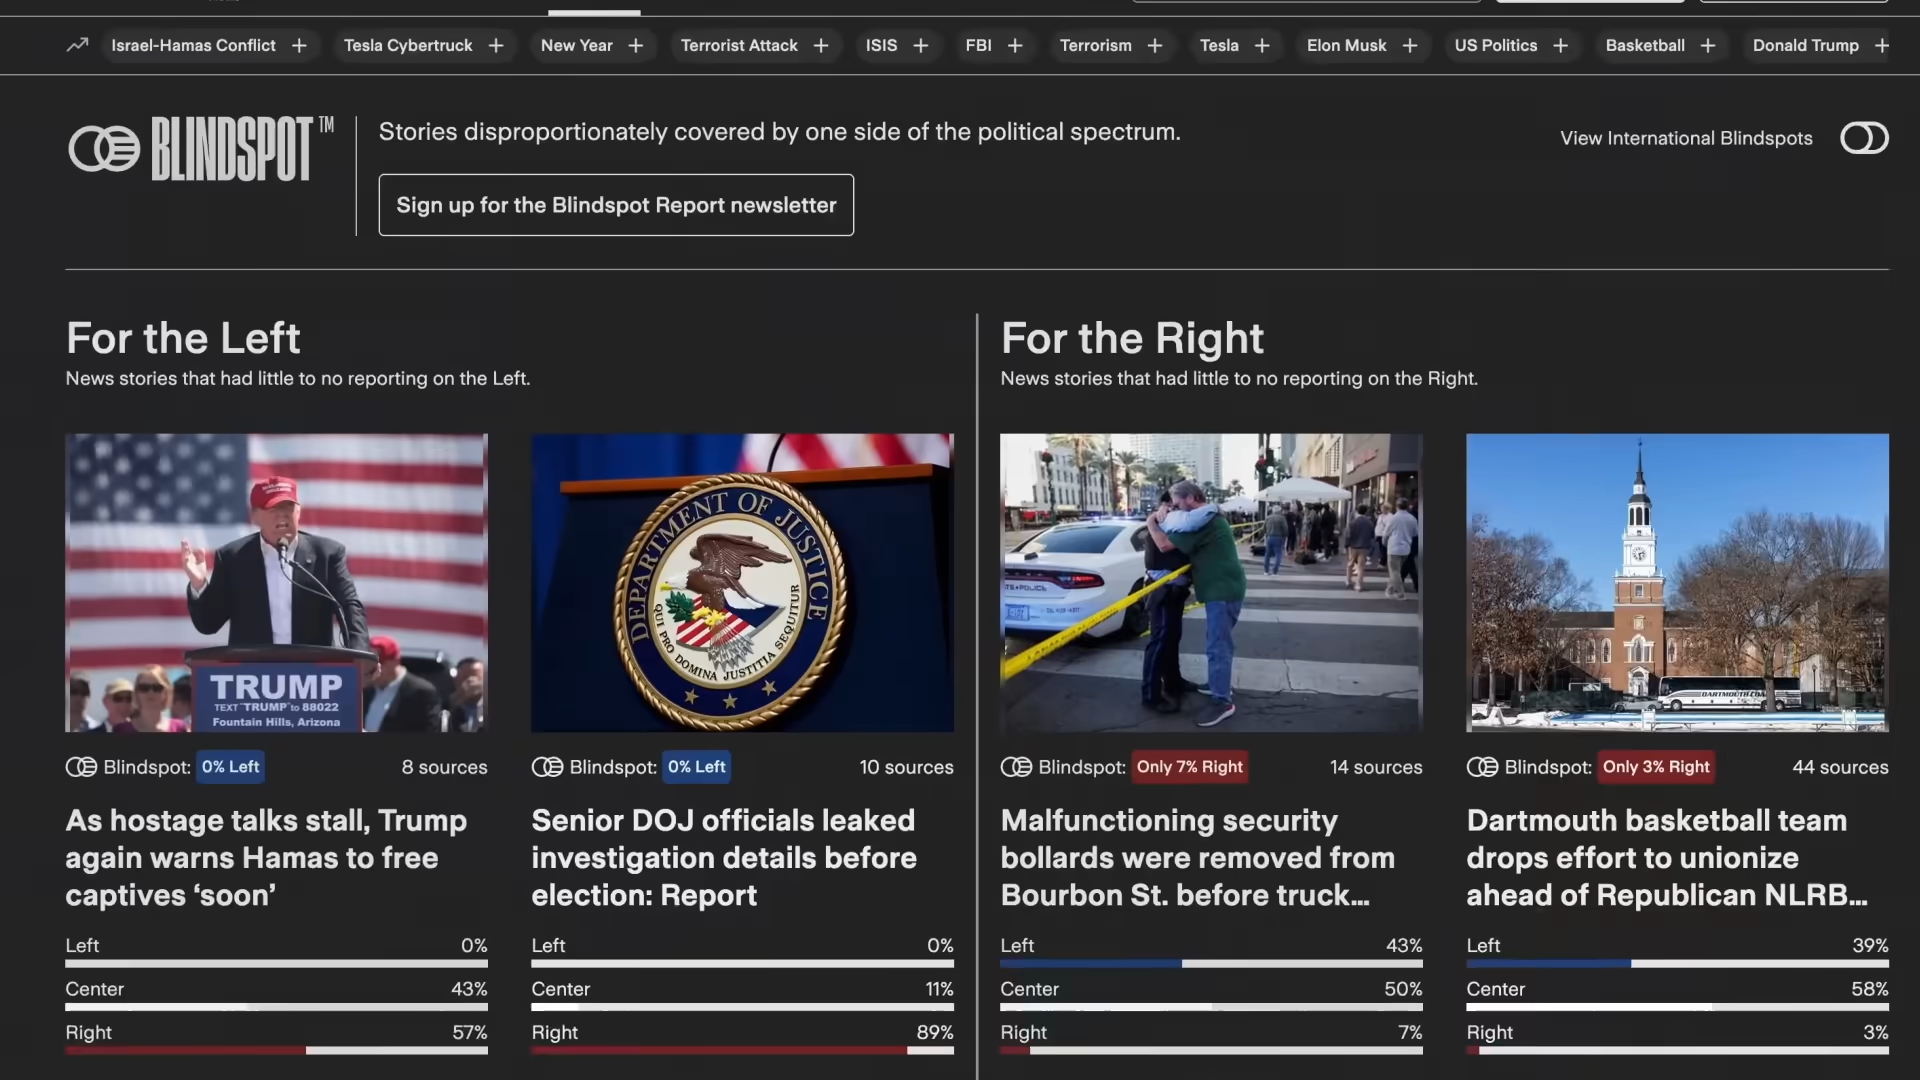 Israel-Hamas Conflict +
Tesla Cybertruck +
New Year +
Terrorist Attack +
ISIS +
FBI +
Terrorism +
Tesla +
Elon Musk +
US Politics +
Basketball +
Donald Trump +
BLINDSPOT™
Stories disproportionately covered by one side of the political spectrum.
Sign up for the Blindspot Report newsletter
View International Blindspots
For the Left
News stories that had little to no reporting on the Left.
TRUMP
TEXT "TRUMP" to 88022
Fountain Hills, Arizona
Blindspot: 0% Left
8 sources
As hostage talks stall, Trump
again warns Hamas to free
captives ‘soon’
Left 0%
Center 43%
Right 57%
DEPARTMENT OF JUSTICE
QUI PRO DOMINA JUSTITIA SEQUITUR
Blindspot: 0% Left
10 sources
Senior DOJ officials leaked
investigation details before
election: Report
Left 0%
Center 11%
Right 89%
For the Right
News stories that had little to no reporting on the Right.
Blindspot: Only 7% Right
14 sources
Malfunctioning security
bollards were removed from
Bourbon St. before truck...
Left 43%
Center 50%
Right 7%
Blindspot: Only 3% Right
44 sources
Dartmouth basketball team
drops effort to unionize
ahead of Republican NLRB...
Left 39%
Center 58%
Right 3%